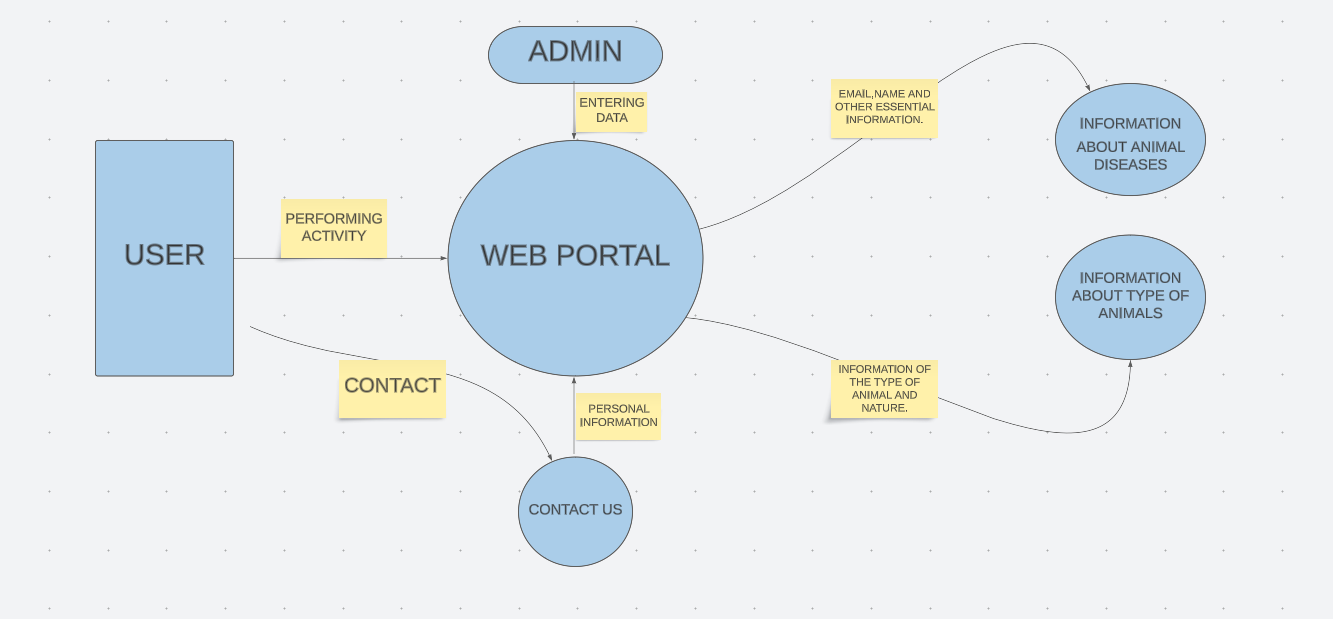 ADMIN
ENTERING
DATA
EMAIL,NAME AND
OTHER ESSENTIAL
INFORMATION.
INFORMATION
ABOUT ANIMAL
DISEASES
USER
PERFORMING
ACTIVITY
WEB PORTAL
INFORMATION
ABOUT TYPE OF
ANIMALS
CONTACT
PERSONAL
INFORMATION
INFORMATION OF
THE TYPE OF
ANIMAL AND
NATURE.
CONTACT US